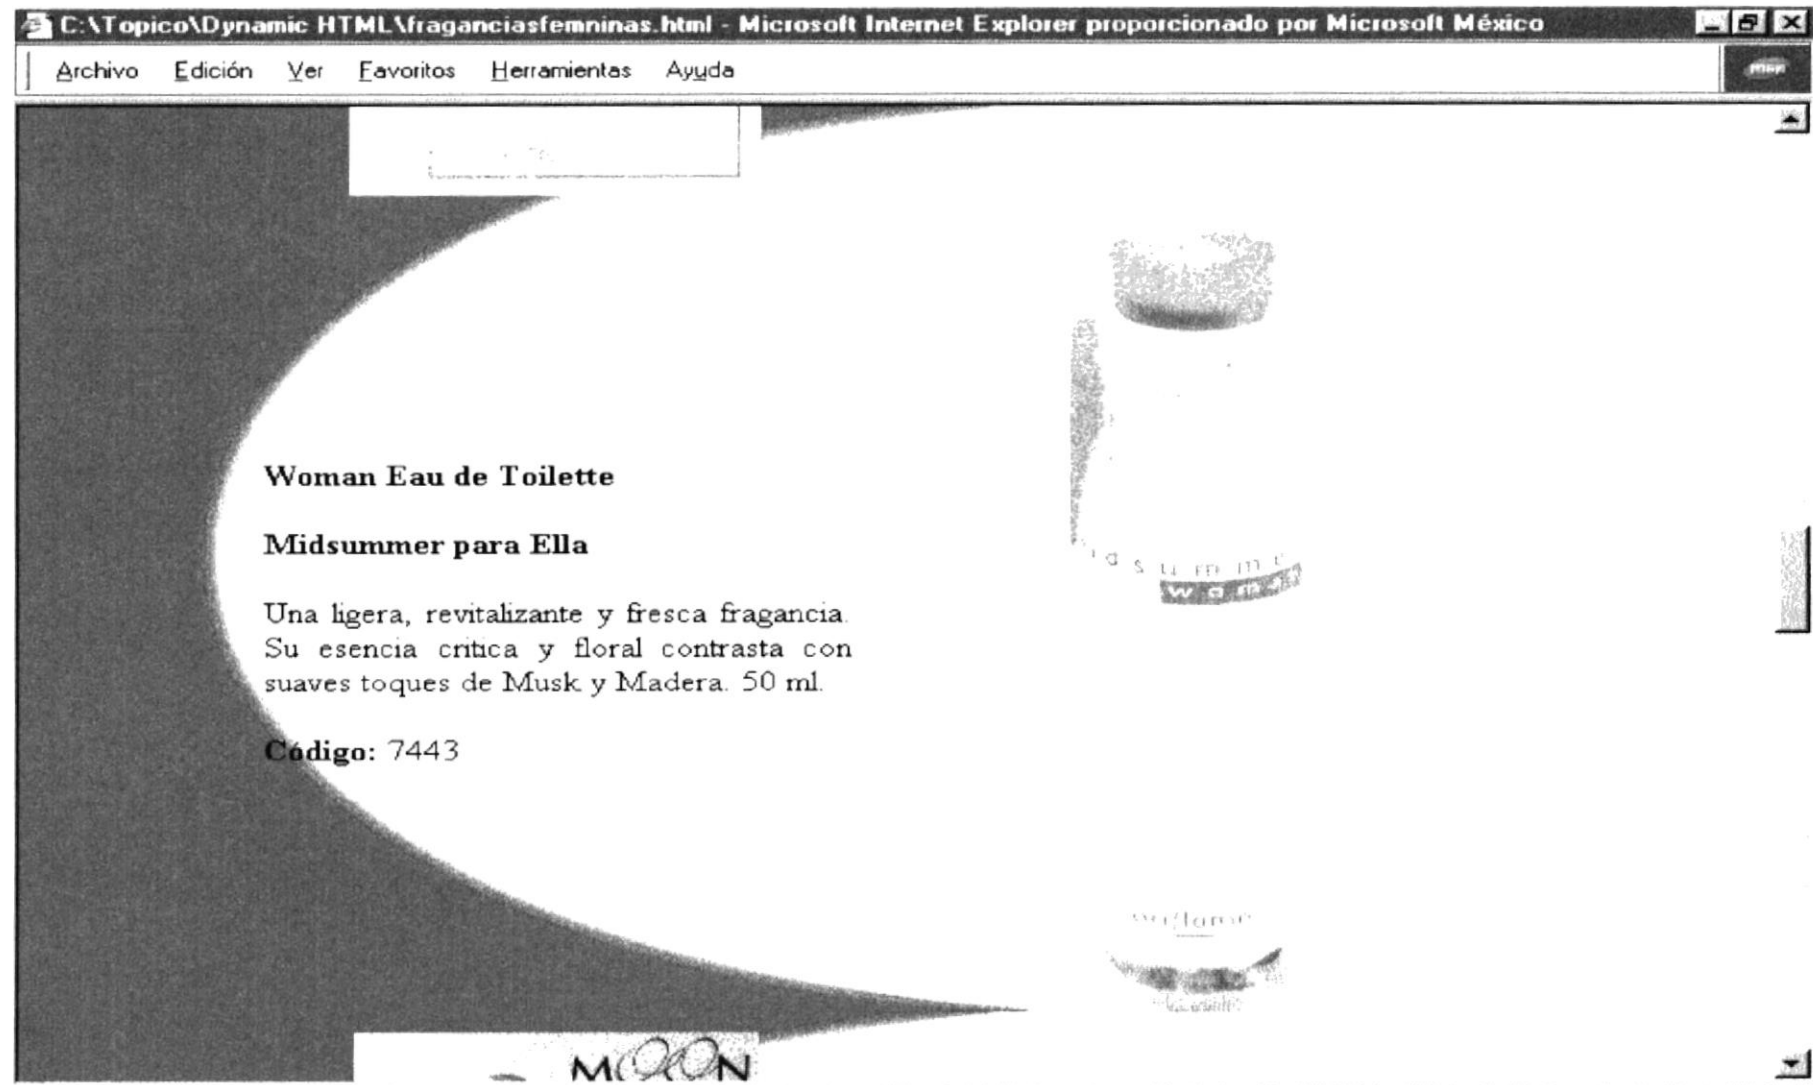 C:\Topico\Dynamic HTML\fraganciasfemninas.html - Microsoft Internet Explorer proporcionado por Microsoft México
Archivo Edición Ver Favoritos Herramientas Ayuda
msn
Woman Eau de Toilette
Midsummer para Ella
Una ligera, revitalizante y fresca fragancia.
Su esencia critica y floral contrasta con
suaves toques de Musk y Madera. 50 ml.
Código: 7443
MOON